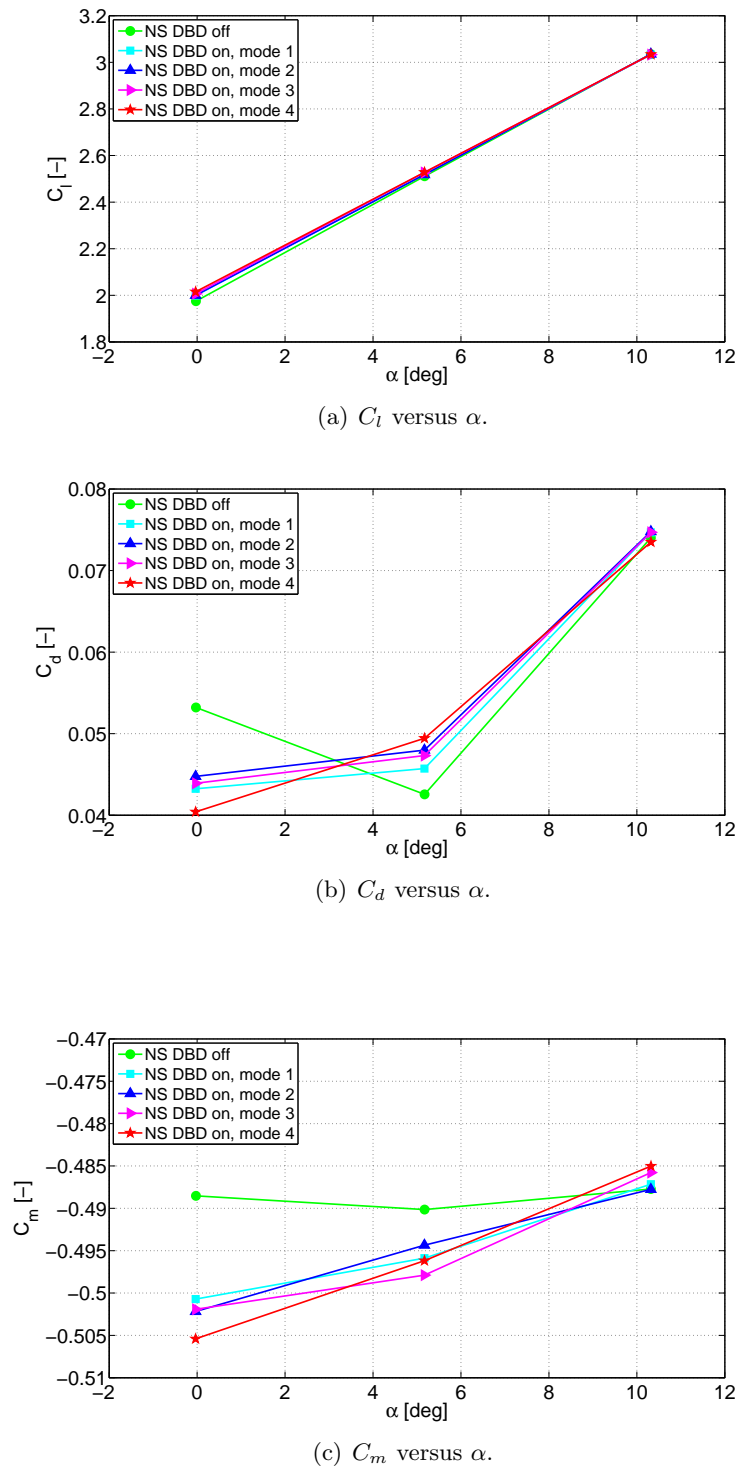 3.2
3
2.8
2.6
2.4
2.2
2
1.8
C_l [−]
NS DBD off
NS DBD on, mode 1
NS DBD on, mode 2
NS DBD on, mode 3
NS DBD on, mode 4
−2 0 2 4 6 8 10 12
α [deg]
(a) C_l versus α.
0.08
0.07
0.06
0.05
0.04
C_d [−]
NS DBD off
NS DBD on, mode 1
NS DBD on, mode 2
NS DBD on, mode 3
NS DBD on, mode 4
−2 0 2 4 6 8 10 12
α [deg]
(b) C_d versus α.
−0.47
−0.475
−0.48
−0.485
−0.49
−0.495
−0.5
−0.505
−0.51
C_m [−]
NS DBD off
NS DBD on, mode 1
NS DBD on, mode 2
NS DBD on, mode 3
NS DBD on, mode 4
−2 0 2 4 6 8 10 12
α [deg]
(c) C_m versus α.